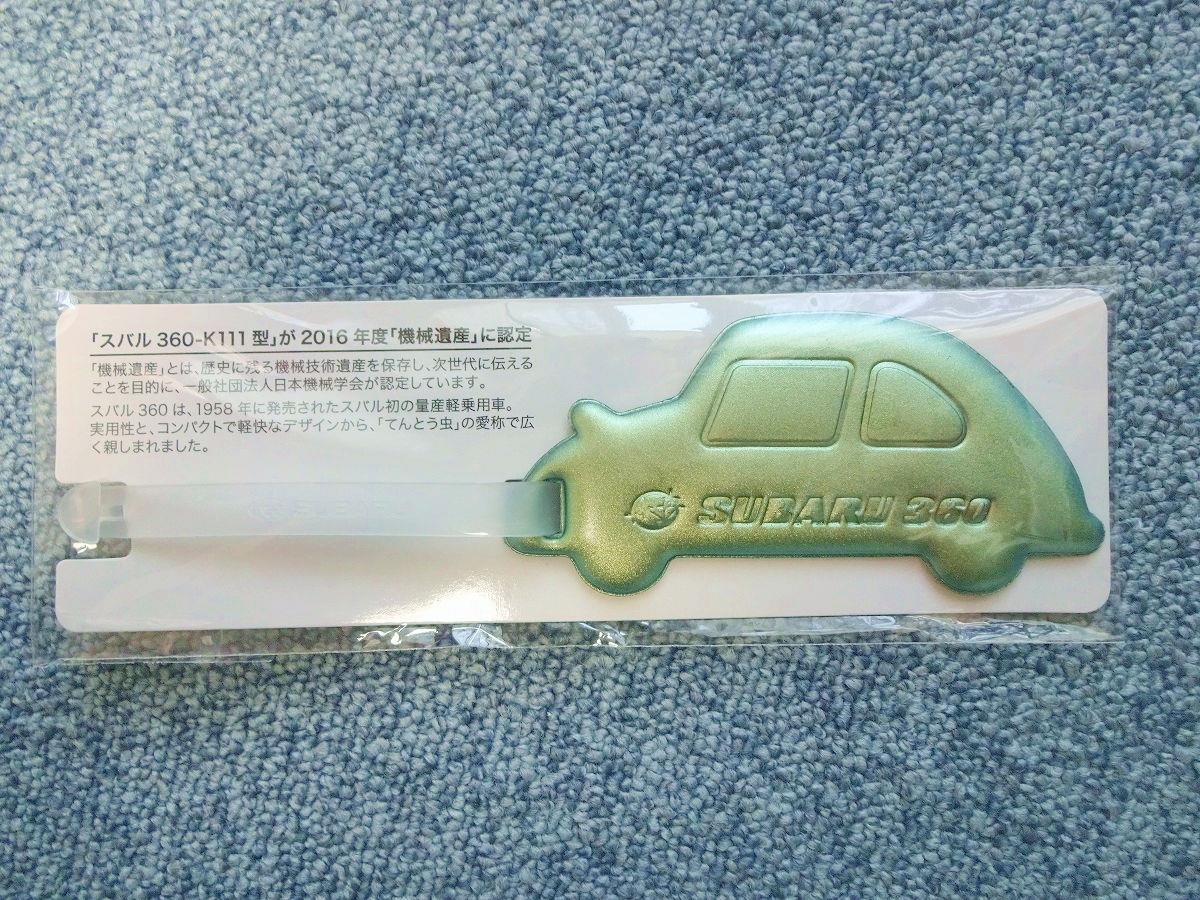 「スバル 360-K111 型」が 2016 年度「機械遺産」に認定
「機械遺産」とは、歴史に残る機械技術遺産を保存し、次世代に伝える
ことを目的に、一般社団法人日本機械学会が認定しています。
スバル 360 は、1958 年に発売されたスバル初の量産軽乗用車。
実用性と、コンパクトで軽快なデザインから、「てんとう虫」の愛称で広
く親しまれました。
SUBARU 360